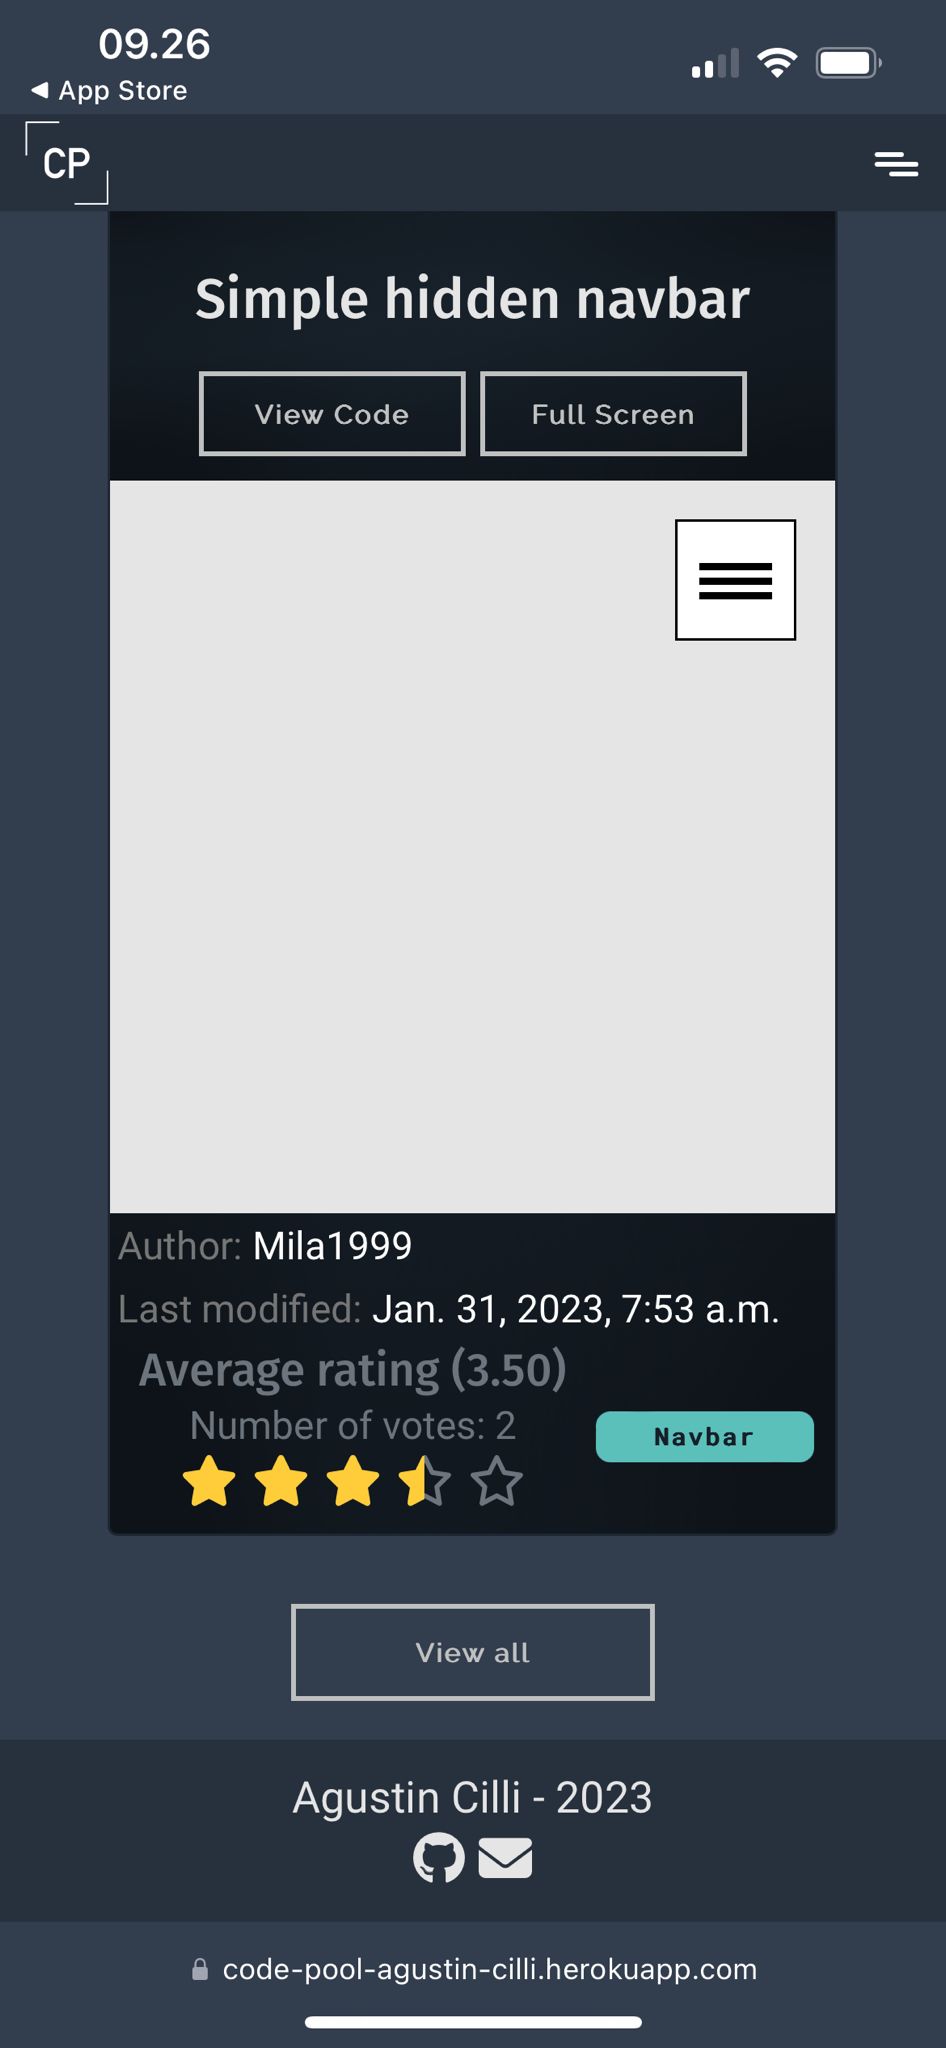 09.26
App Store
CP
Simple hidden navbar
View Code
Full Screen
Author: Mila1999
Last modified: Jan. 31, 2023, 7:53 a.m.
Average rating (3.50)
Number of votes: 2
Navbar
View all
Agustin Cilli - 2023
code-pool-agustin-cilli.herokuapp.com